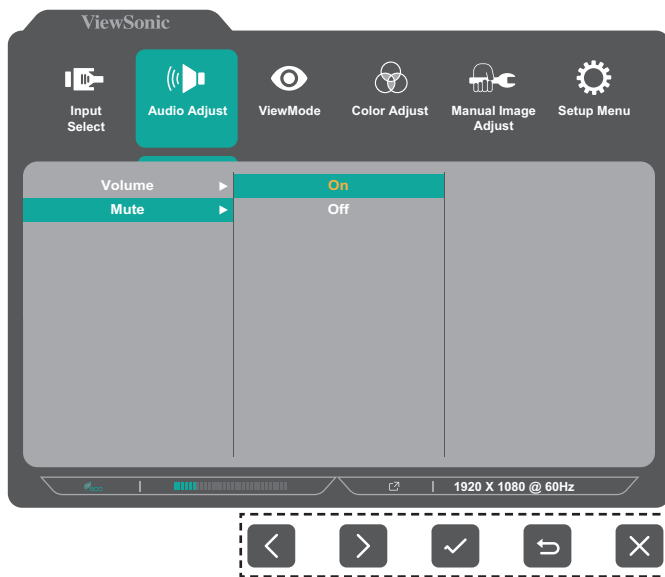 ViewSonic
Input
Select
Audio Adjust
ViewMode
Color Adjust
Manual Image
Adjust
Setup Menu
Volume
On
Mute
Off
eco
1920 X 1080 @ 60Hz